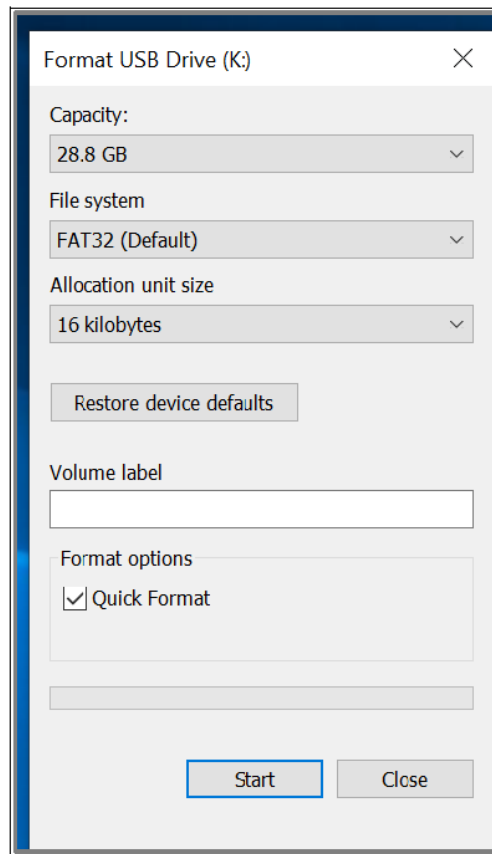 Format USB Drive (K:)
Capacity:
28.8 GB
File system
FAT32 (Default)
Allocation unit size
16 kilobytes
Restore device defaults
Volume label
Format options
Quick Format
Start
Close